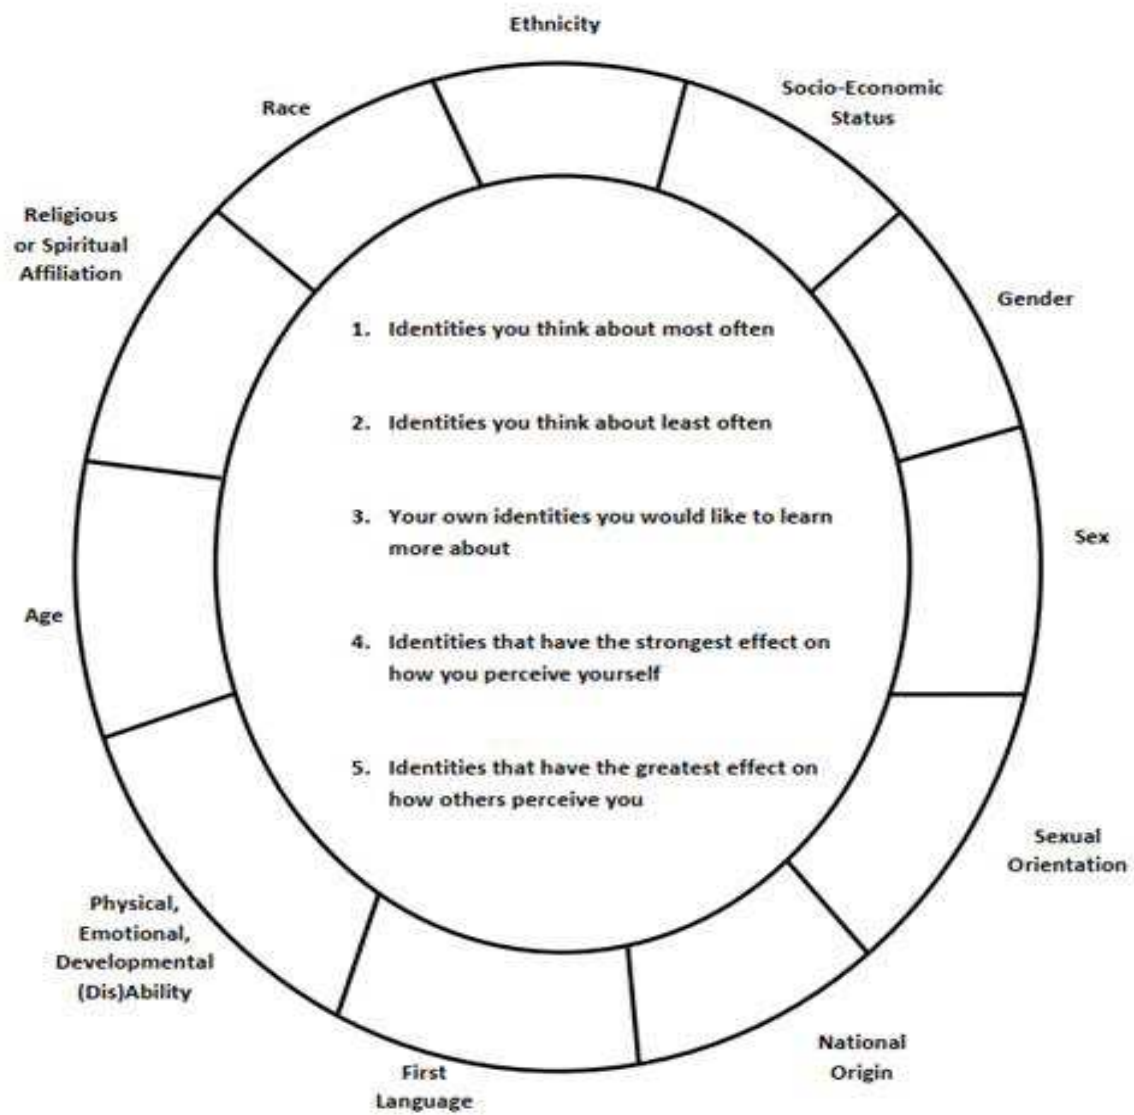 Ethnicity
Socio-Economic
Status
Race
Religious
or Spiritual
Affiliation
Gender
1. Identities you think about most often
2. Identities you think about least often
3. Your own identities you would like to learn
more about
Sex
Age
4. Identities that have the strongest effect on
how you perceive yourself
5. Identities that have the greatest effect on
how others perceive you
Sexual
Orientation
Physical,
Emotional,
Developmental
(Dis)Ability
National
Origin
First
Language